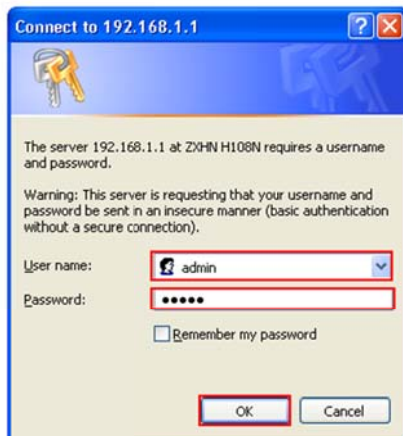 Connect to 192.168.1.1
The server 192.168.1.1 at ZXHN H108N requires a username
and password.
Warning: This server is requesting that your username and
password be sent in an insecure manner (basic authentication
without a secure connection).
User name:
admin
Password:
•••••
Remember my password
OK
Cancel